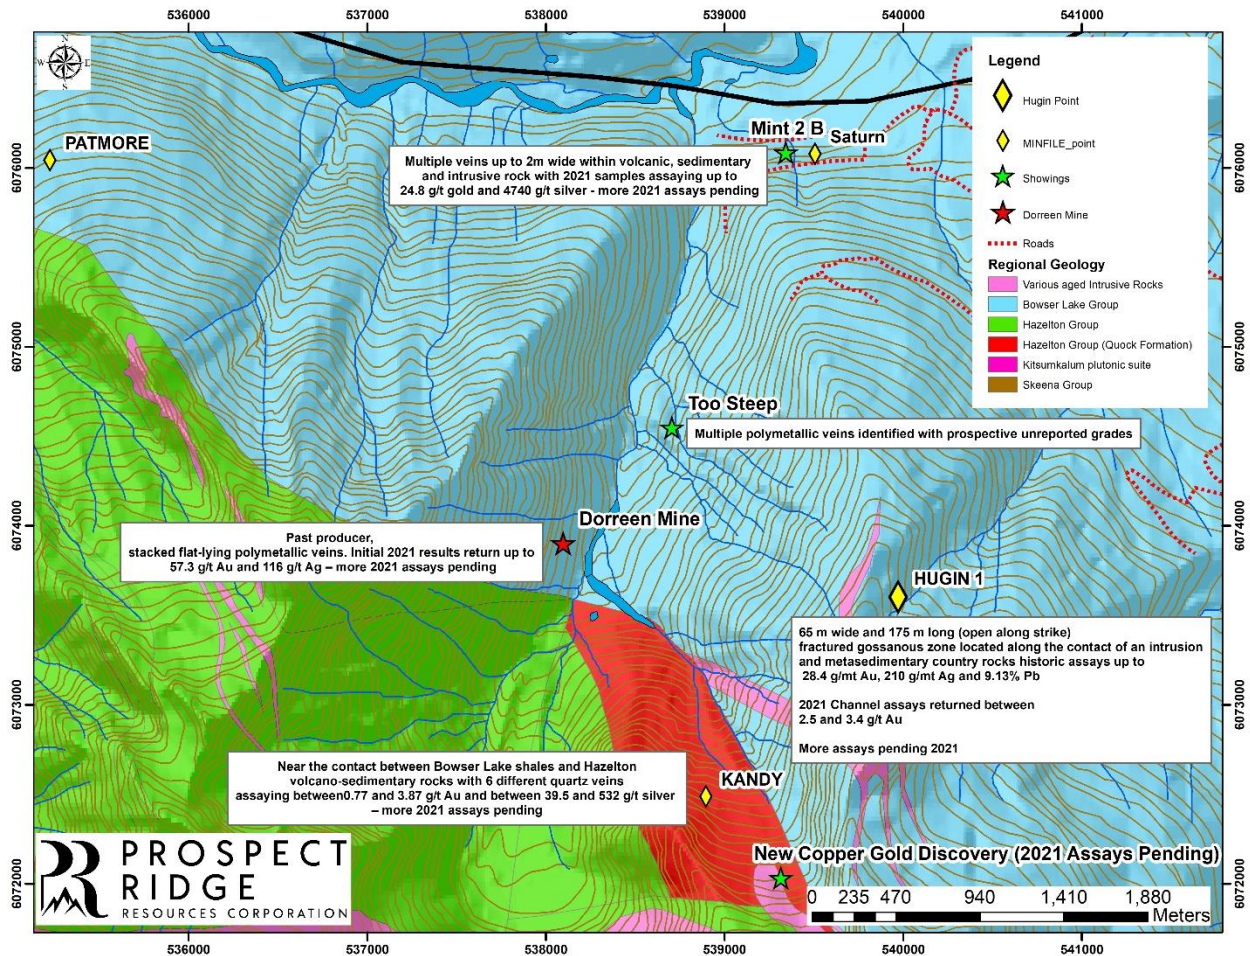 536000 537000 538000 539000 540000 541000
N
W E
S
6076000
6075000
6074000
6073000
6072000
PATMORE
Mint 2 B
Saturn
Multiple veins up to 2m wide within volcanic, sedimentary
and intrusive rock with 2021 samples assaying up to
24.8 g/t gold and 4740 g/t silver - more 2021 assays pending
Legend
Hugin Point
MINFILE_point
Showings
Dorreen Mine
Roads
Regional Geology
Various aged Intrusive Rocks
Bowser Lake Group
Hazelton Group
Hazelton Group (Quock Formation)
Kitsumkalum plutonic suite
Skeena Group
Too Steep
Multiple polymetallic veins identified with prospective unreported grades
Dorreen Mine
Past producer,
stacked flat-lying polymetallic veins. Initial 2021 results return up to
57.3 g/t Au and 116 g/t Ag – more 2021 assays pending
HUGIN 1
65 m wide and 175 m long (open along strike)
fractured gossanous zone located along the contact of an intrusion
and metasedimentary country rocks historic assays up to
28.4 g/mt Au, 210 g/mt Ag and 9.13% Pb
2021 Channel assays returned between
2.5 and 3.4 g/t Au
More assays pending 2021
Near the contact between Bowser Lake shales and Hazelton
volcano-sedimentary rocks with 6 different quartz veins
assaying between0.77 and 3.87 g/t Au and between 39.5 and 532 g/t silver
– more 2021 assays pending
KANDY
New Copper Gold Discovery (2021 Assays Pending)
PROSPECT
RIDGE
RESOURCES CORPORATION
0 235 470 940 1,410 1,880
Meters
6076000
6075000
6074000
6073000
6072000
536000 537000 538000 539000 540000 541000